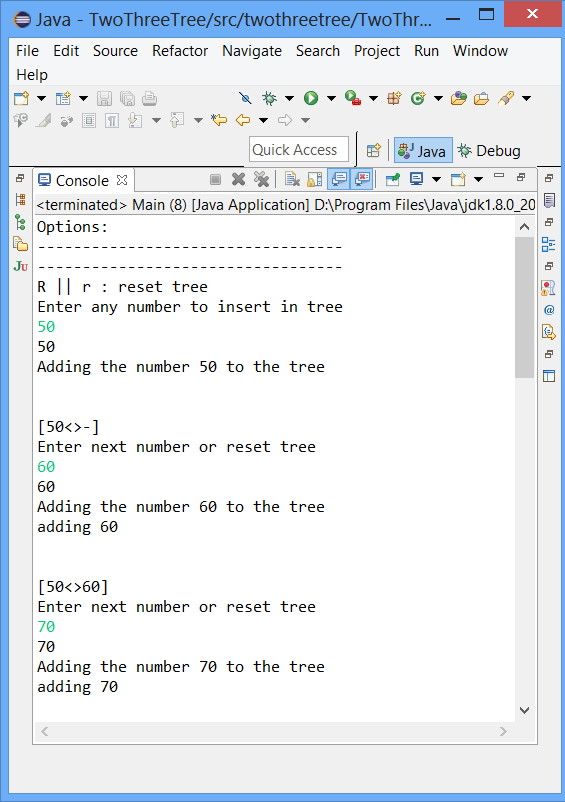 Java - TwoThreeTree/src/twothreetree/TwoThr...
File Edit Source Refactor Navigate Search Project Run Window
Help
Quick Access
Java
Debug
Console
<terminated> Main (8) [Java Application] D:\Program Files\Java\jdk1.8.0_20
Options:
----------------------------------
----------------------------------
R || r : reset tree
Enter any number to insert in tree
50
50
Adding the number 50 to the tree
[50<>-]
Enter next number or reset tree
60
60
Adding the number 60 to the tree
adding 60
[50<>60]
Enter next number or reset tree
70
70
Adding the number 70 to the tree
adding 70